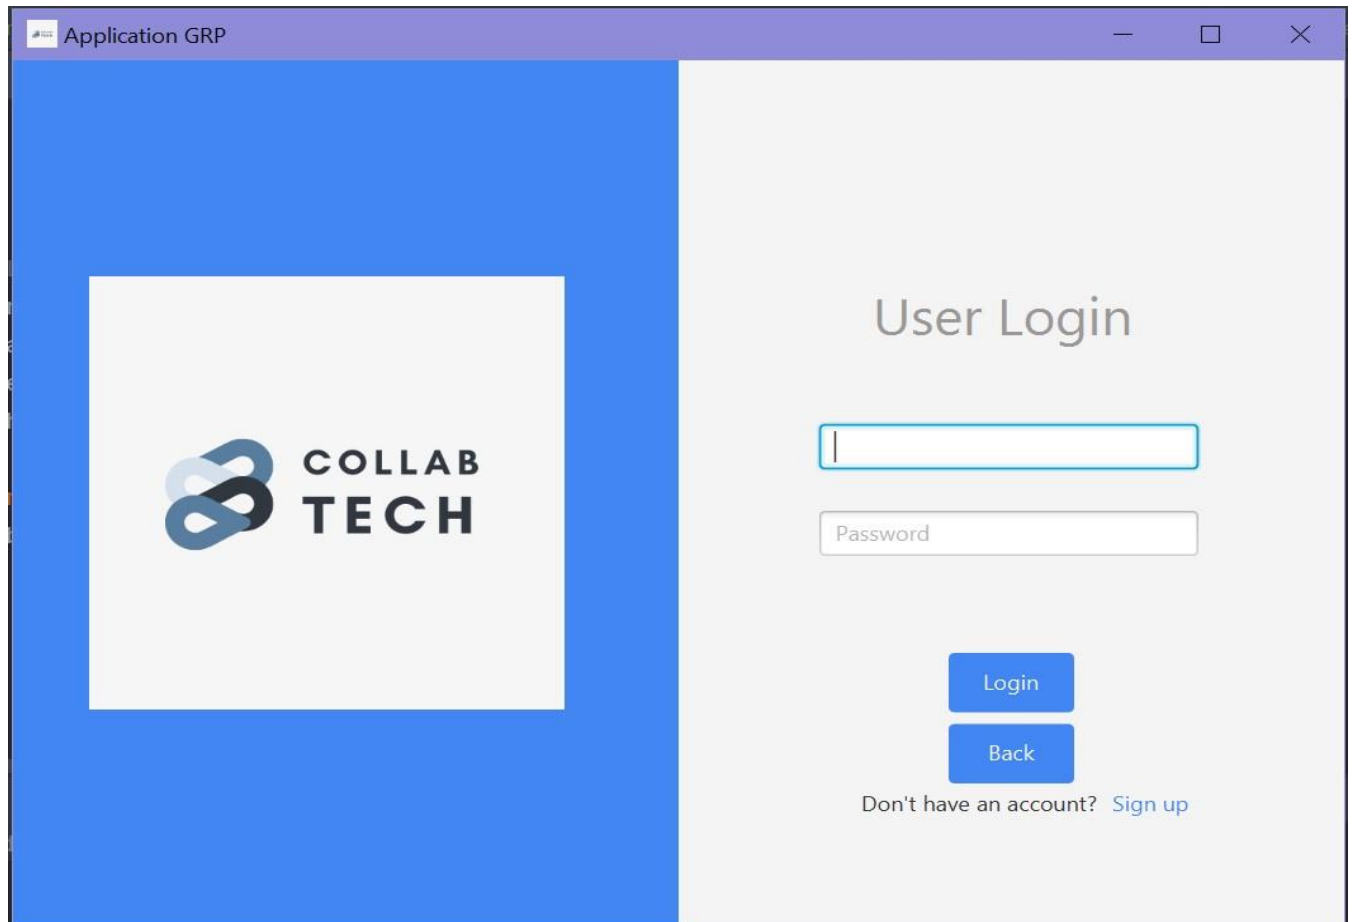 Application GRP
COLLAB
TECH
User Login
Password
Login
Back
Don't have an account? Sign up